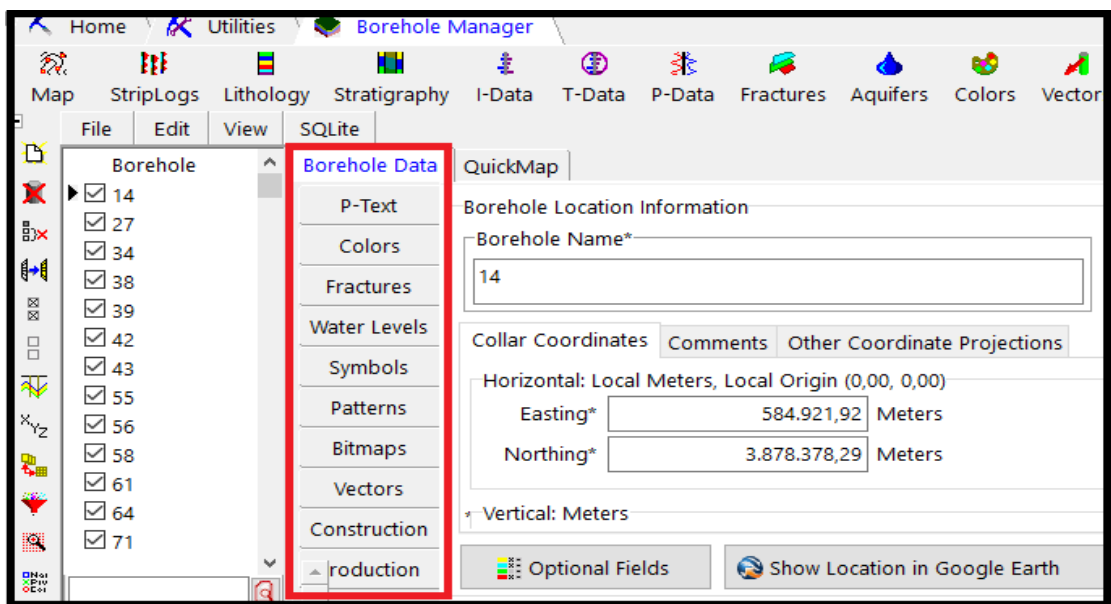 Home Utilities Borehole Manager
Map StripLogs Lithology Stratigraphy I-Data T-Data P-Data Fractures Aquifers Colors Vector
File Edit View SQLite
Borehole
14
27
34
38
39
42
43
55
56
58
61
64
71
Borehole Data
P-Text
Colors
Fractures
Water Levels
Symbols
Patterns
Bitmaps
Vectors
Construction
roduction
QuickMap
Borehole Location Information
Borehole Name*
14
Collar Coordinates Comments Other Coordinate Projections
Horizontal: Local Meters, Local Origin (0,00, 0,00)
Easting* 584.921,92 Meters
Northing* 3.878.378,29 Meters
* Vertical: Meters
Optional Fields Show Location in Google Earth
XYZ